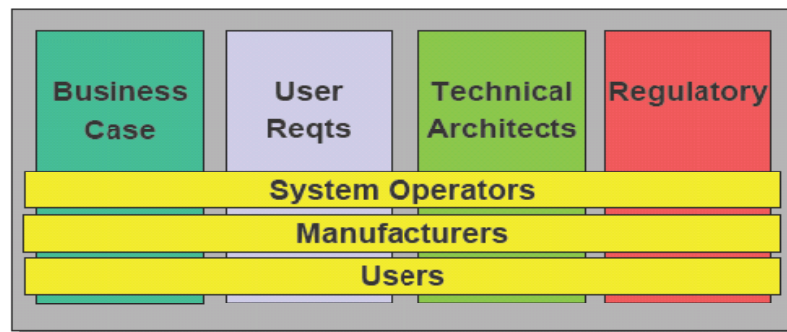 Business
Case
User
Reqts
Technical
Architects
Regulatory
System Operators
Manufacturers
Users